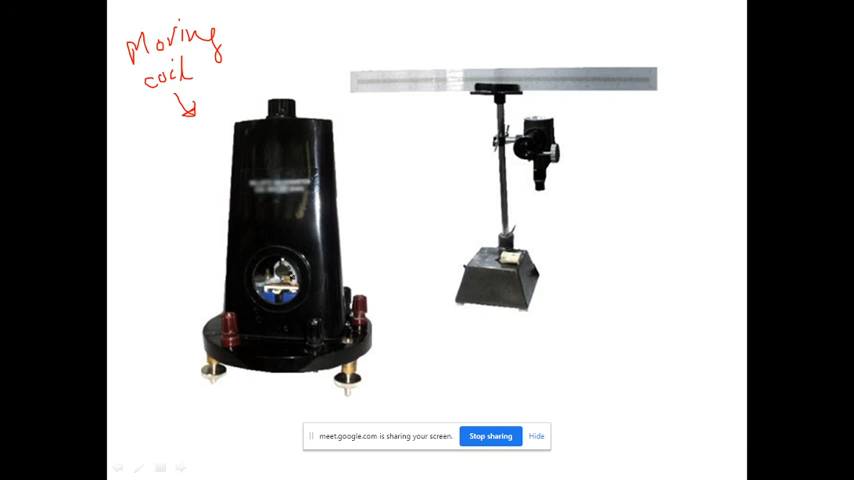 Moving
coil
meet.google.com is sharing your screen.
Stop sharing
Hide